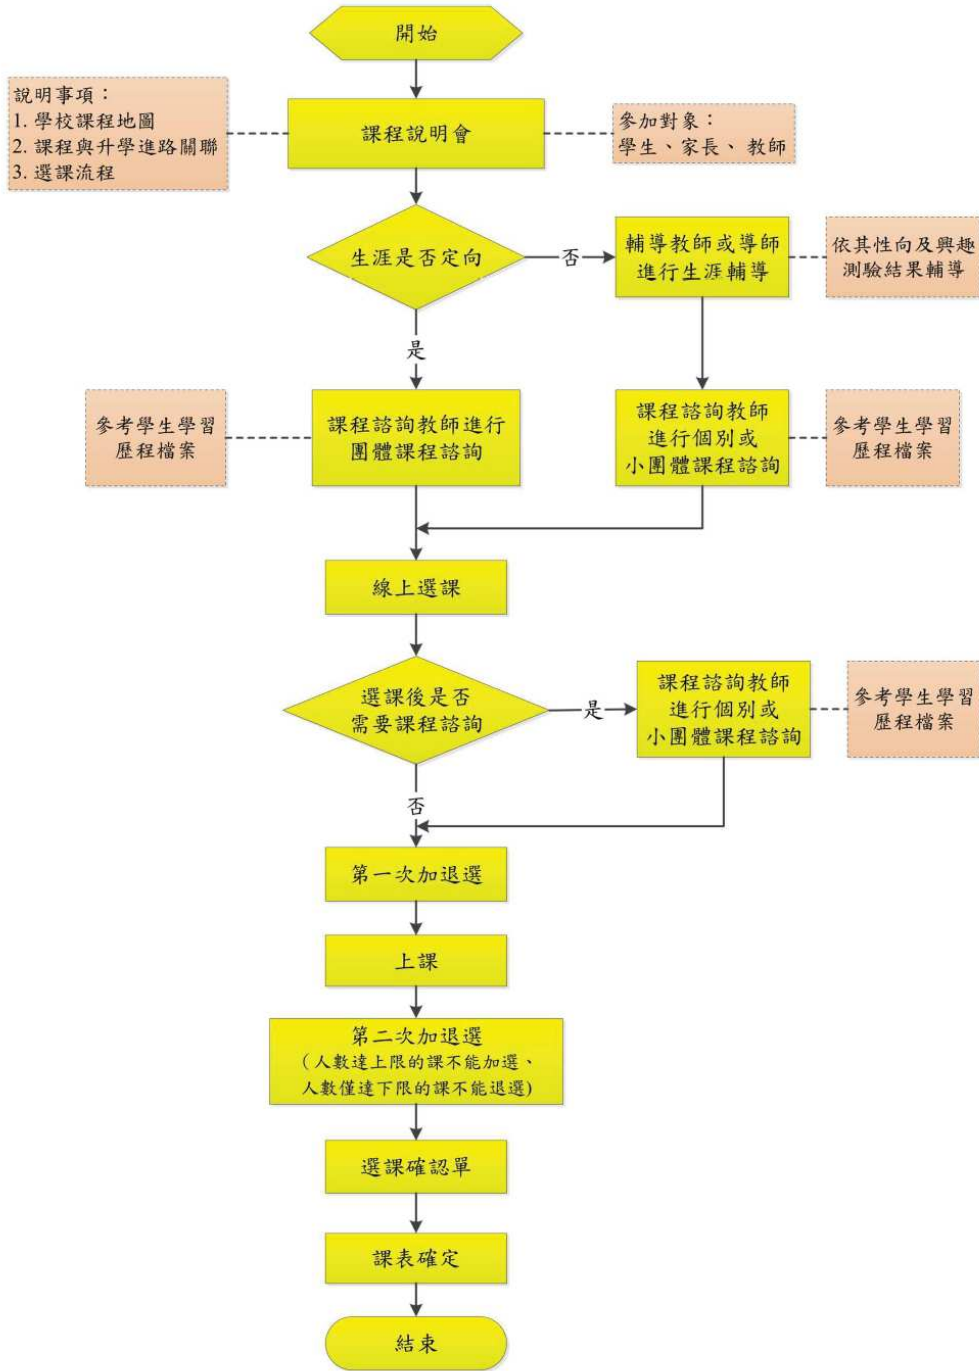 開始
說明事項：
1. 學校課程地圖
2. 課程與升學進路關聯
3. 選課流程
課程說明會
參加對象：
學生、家長、 教師
生涯是否定向
否
輔導教師或導師
進行生涯輔導
依其性向及興趣
測驗結果輔導
是
參考學生學習
歷程檔案
課程諮詢教師進行
團體課程諮詢
課程諮詢教師
進行個別或
小團體課程諮詢
參考學生學習
歷程檔案
線上選課
選課後是否
需要課程諮詢
是
課程諮詢教師
進行個別或
小團體課程諮詢
參考學生學習
歷程檔案
否
第一次加退選
上課
第二次加退選
（人數達上限的課不能加選、
人數僅達下限的課不能退選)
選課確認單
課表確定
結束